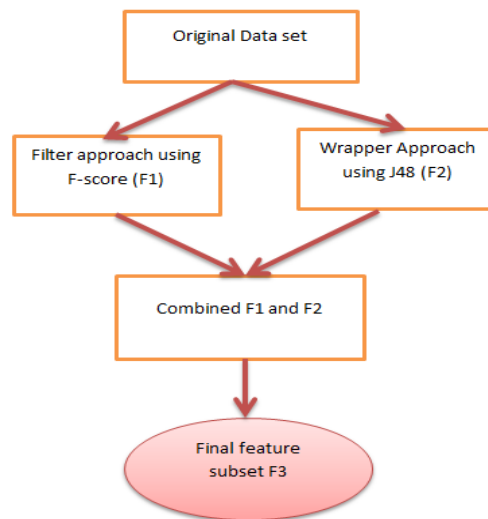 Original Data set
Filter approach using
F-score (F1)
Wrapper Approach
using J48 (F2)
Combined F1 and F2
Final feature
subset F3